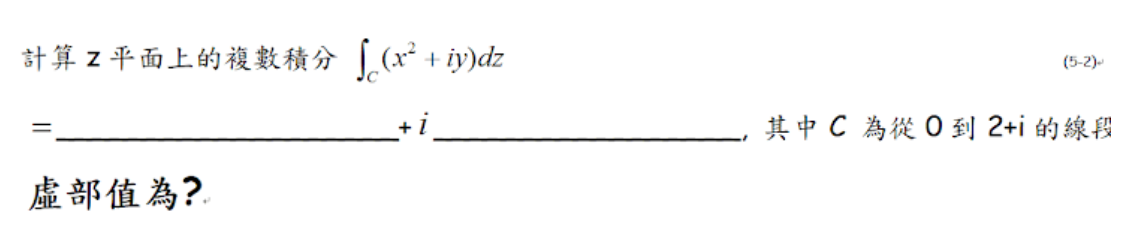 計算 z 平面上的複數積分 ∫_C (x² + iy)dz (5-2)
=____________________+ i____________________, 其中 C 為從 0 到 2+i 的線段
虛部值為?